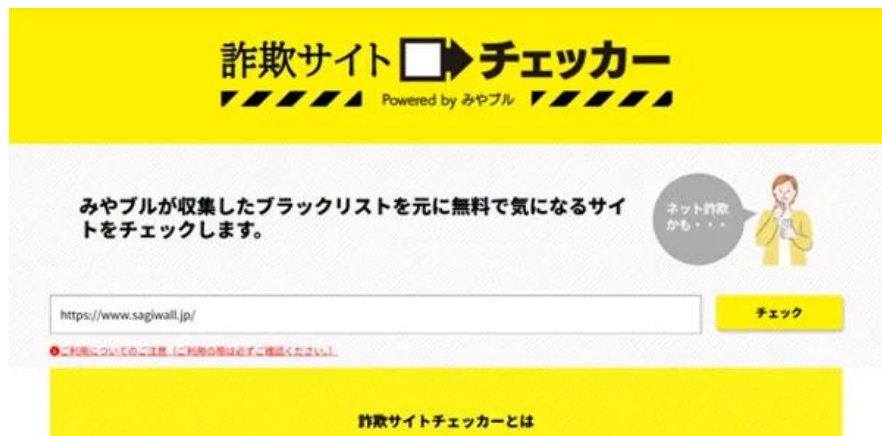 詐欺サイト チェッカー
Powered by みやブル
みやブルが収集したブラックリストを元に無料で気になるサイ
トをチェックします。
ネット詐欺
かも・・・
https://www.sagiwall.jp/
チェック
ご利用についてのご注意（ご利用の際は必ずご確認ください。）
詐欺サイトチェッカーとは